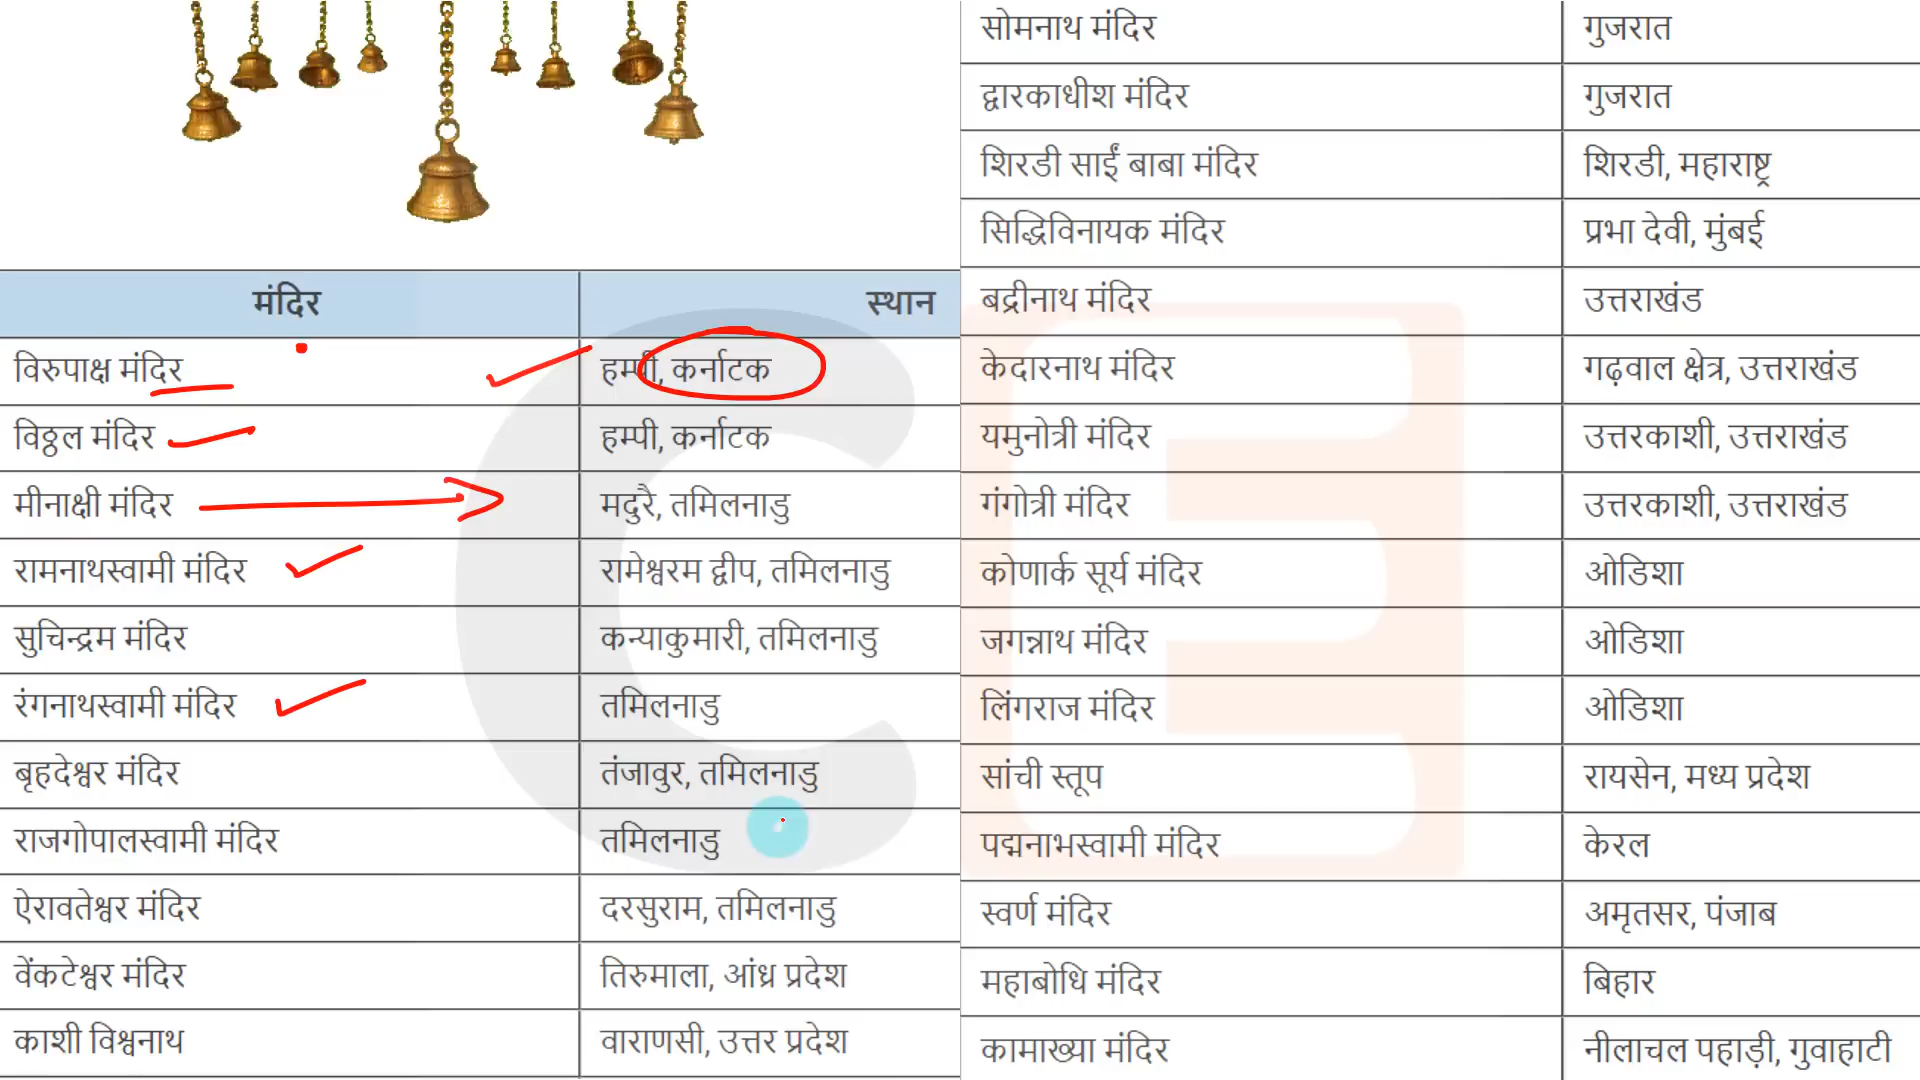 मंदिर स्थान
विरुपाक्ष मंदिर हम्पी, कर्नाटक
विठ्ठल मंदिर हम्पी, कर्नाटक
मीनाक्षी मंदिर मदुरै, तमिलनाडु
रामनाथस्वामी मंदिर रामेश्वरम द्वीप, तमिलनाडु
सुचिन्द्रम मंदिर कन्याकुमारी, तमिलनाडु
रंगनाथस्वामी मंदिर तमिलनाडु
बृहदेश्वर मंदिर तंजावुर, तमिलनाडु
राजगोपालस्वामी मंदिर तमिलनाडु
ऐरावतेश्वर मंदिर दरसुराम, तमिलनाडु
वेंकटेश्वर मंदिर तिरुमाला, आंध्र प्रदेश
काशी विश्वनाथ वाराणसी, उत्तर प्रदेश
सोमनाथ मंदिर गुजरात
द्वारकाधीश मंदिर गुजरात
शिरडी साईं बाबा मंदिर शिरडी, महाराष्ट्र
सिद्धिविनायक मंदिर प्रभा देवी, मुंबई
बद्रीनाथ मंदिर उत्तराखंड
केदारनाथ मंदिर गढ़वाल क्षेत्र, उत्तराखंड
यमुनोत्री मंदिर उत्तरकाशी, उत्तराखंड
गंगोत्री मंदिर उत्तरकाशी, उत्तराखंड
कोणार्क सूर्य मंदिर ओडिशा
जगन्नाथ मंदिर ओडिशा
लिंगराज मंदिर ओडिशा
सांची स्तूप रायसेन, मध्य प्रदेश
पद्मनाभस्वामी मंदिर केरल
स्वर्ण मंदिर अमृतसर, पंजाब
महाबोधि मंदिर बिहार
कामाख्या मंदिर नीलाचल पहाड़ी, गुवाहाटी
CE